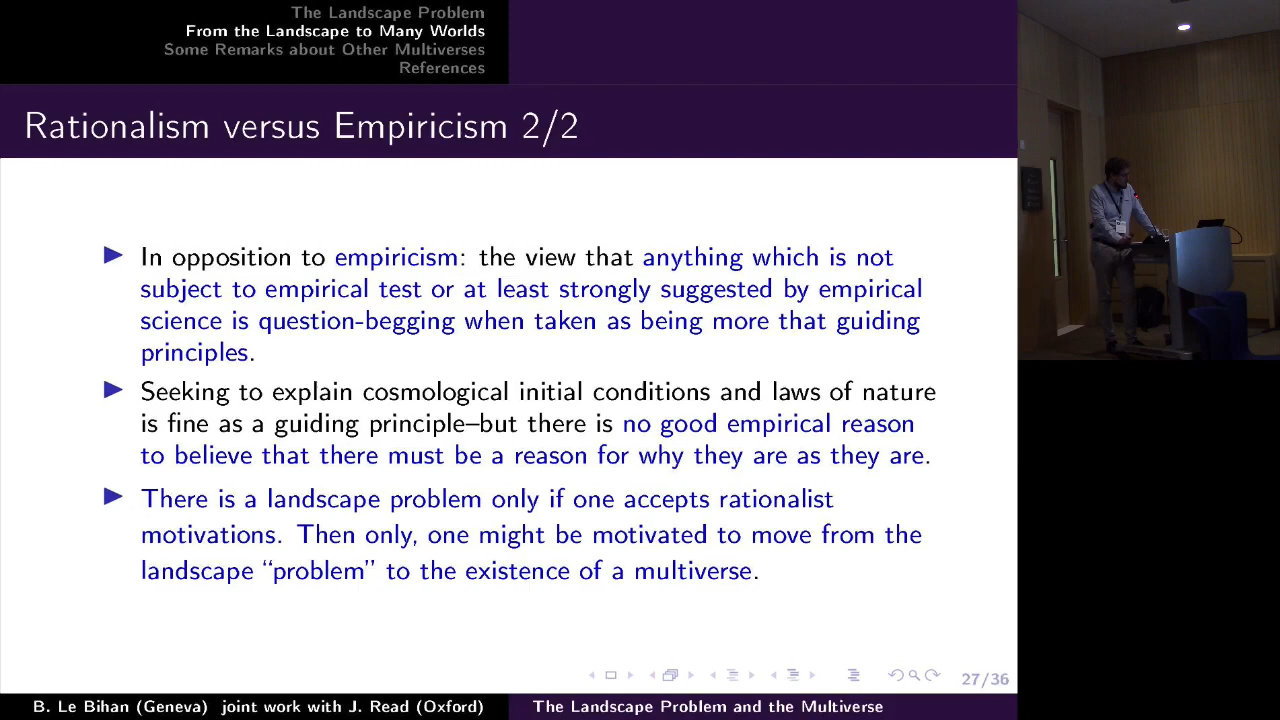 The Landscape Problem
From the Landscape to Many Worlds
Some Remarks about Other Multiverses
References
Rationalism versus Empiricism 2/2
In opposition to empiricism: the view that anything which is not
subject to empirical test or at least strongly suggested by empirical
science is question-begging when taken as being more that guiding
principles.
Seeking to explain cosmological initial conditions and laws of nature
is fine as a guiding principle–but there is no good empirical reason
to believe that there must be a reason for why they are as they are.
There is a landscape problem only if one accepts rationalist
motivations. Then only, one might be motivated to move from the
landscape “problem” to the existence of a multiverse.
27/36
B. Le Bihan (Geneva) joint work with J. Read (Oxford)
The Landscape Problem and the Multiverse